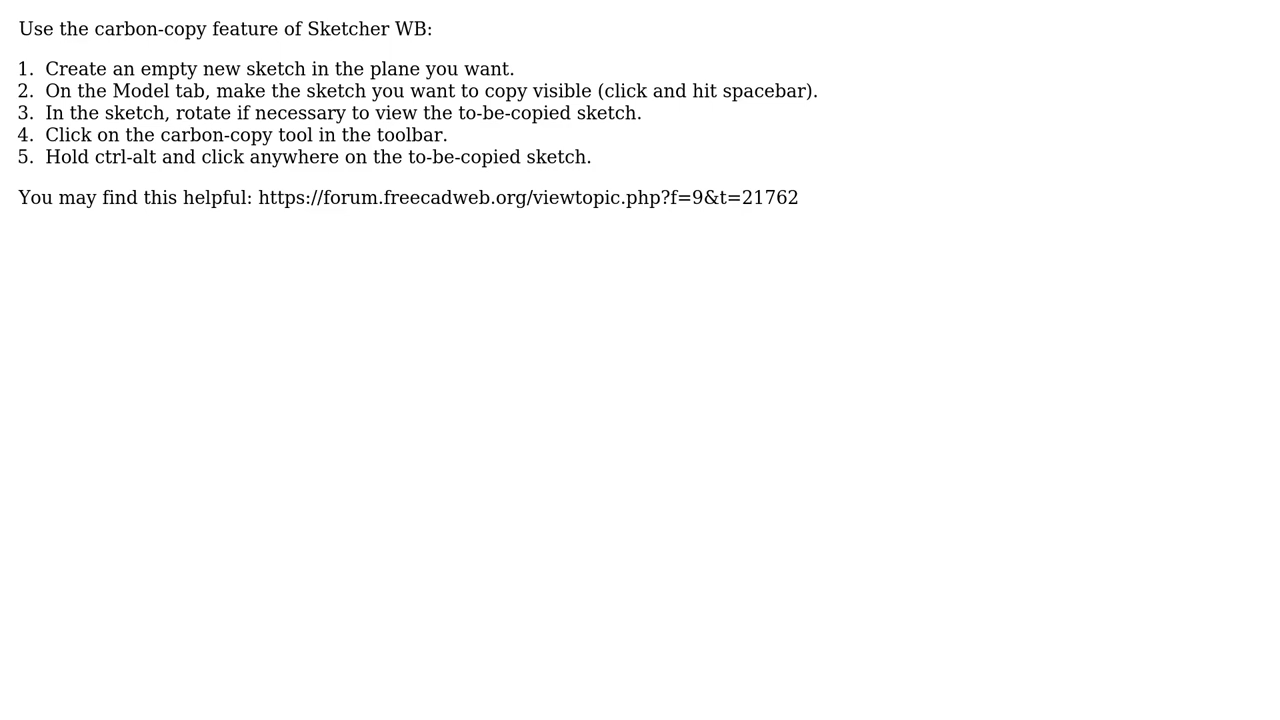 Use the carbon-copy feature of Sketcher WB:
1. Create an empty new sketch in the plane you want.
2. On the Model tab, make the sketch you want to copy visible (click and hit spacebar).
3. In the sketch, rotate if necessary to view the to-be-copied sketch.
4. Click on the carbon-copy tool in the toolbar.
5. Hold ctrl-alt and click anywhere on the to-be-copied sketch.
You may find this helpful: https://forum.freecadweb.org/viewtopic.php?f=9&t=21762